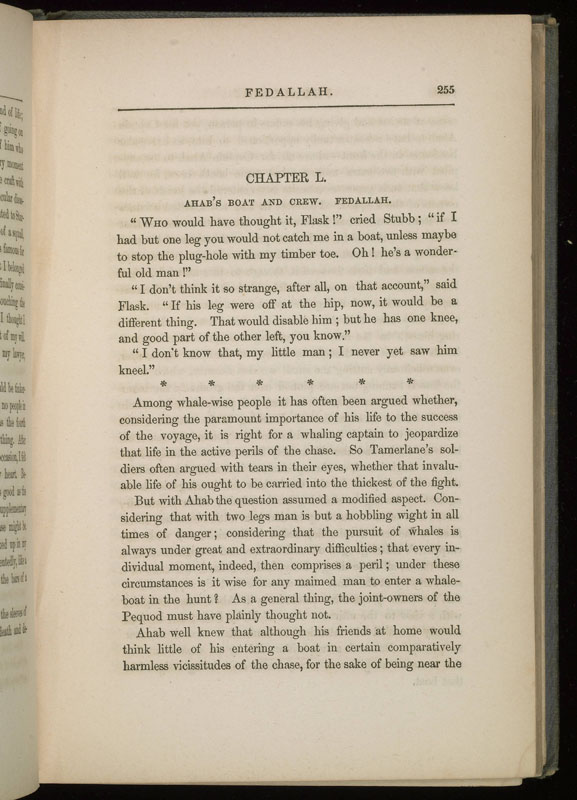 FEDALLAH. 255
CHAPTER L.
AHAB'S BOAT AND CREW. FEDALLAH.
"WHO would have thought it, Flask!" cried Stubb; "if I
had but one leg you would not catch me in a boat, unless maybe
to stop the plug-hole with my timber toe. Oh! he's a wonder-
ful old man!"
"I don't think it so strange, after all, on that account," said
Flask. "If his leg were off at the hip, now, it would be a
different thing. That would disable him; but he has one knee,
and good part of the other left, you know."
"I don't know that, my little man; I never yet saw him
kneel."
* * * * * *
Among whale-wise people it has often been argued whether,
considering the paramount importance of his life to the success
of the voyage, it is right for a whaling captain to jeopardize
that life in the active perils of the chase. So Tamerlane's sol-
diers often argued with tears in their eyes, whether that invalu-
able life of his ought to be carried into the thickest of the fight.
But with Ahab the question assumed a modified aspect. Con-
sidering that with two legs man is but a hobbling wight in all
times of danger; considering that the pursuit of whales is
always under great and extraordinary difficulties; that every in-
dividual moment, indeed, then comprises a peril; under these
circumstances is it wise for any maimed man to enter a whale-
boat in the hunt? As a general thing, the joint-owners of the
Pequod must have plainly thought not.
Ahab well knew that although his friends at home would
think little of his entering a boat in certain comparatively
harmless vicissitudes of the chase, for the sake of being near the